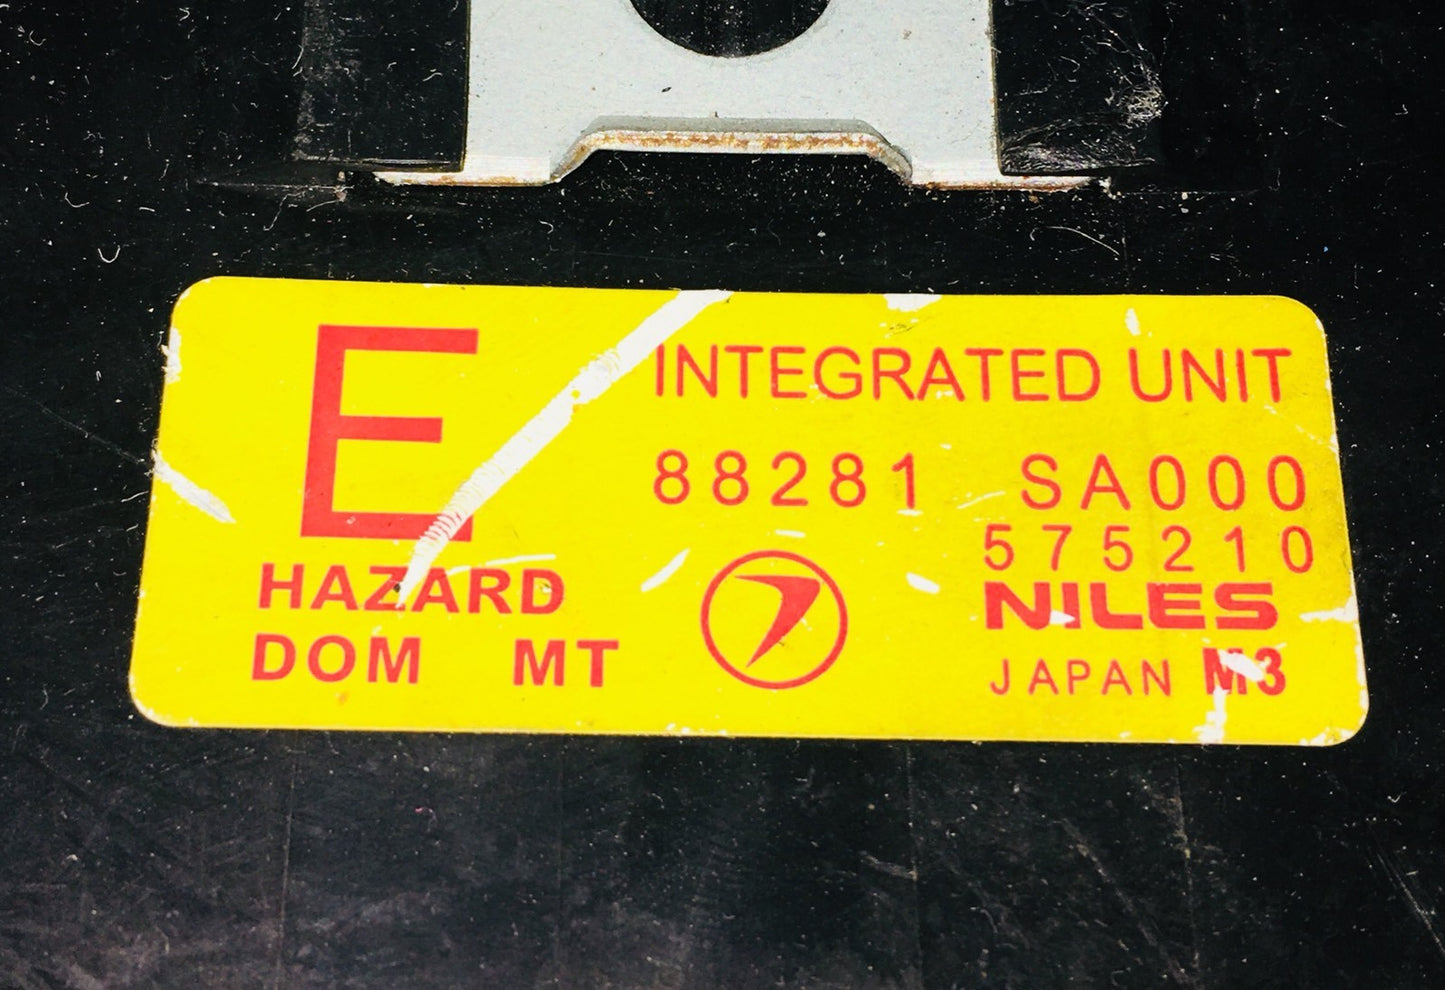 E
HAZARD
DOM MT
INTEGRATED UNIT
88281 SA000
575210
NILES
JAPAN M3